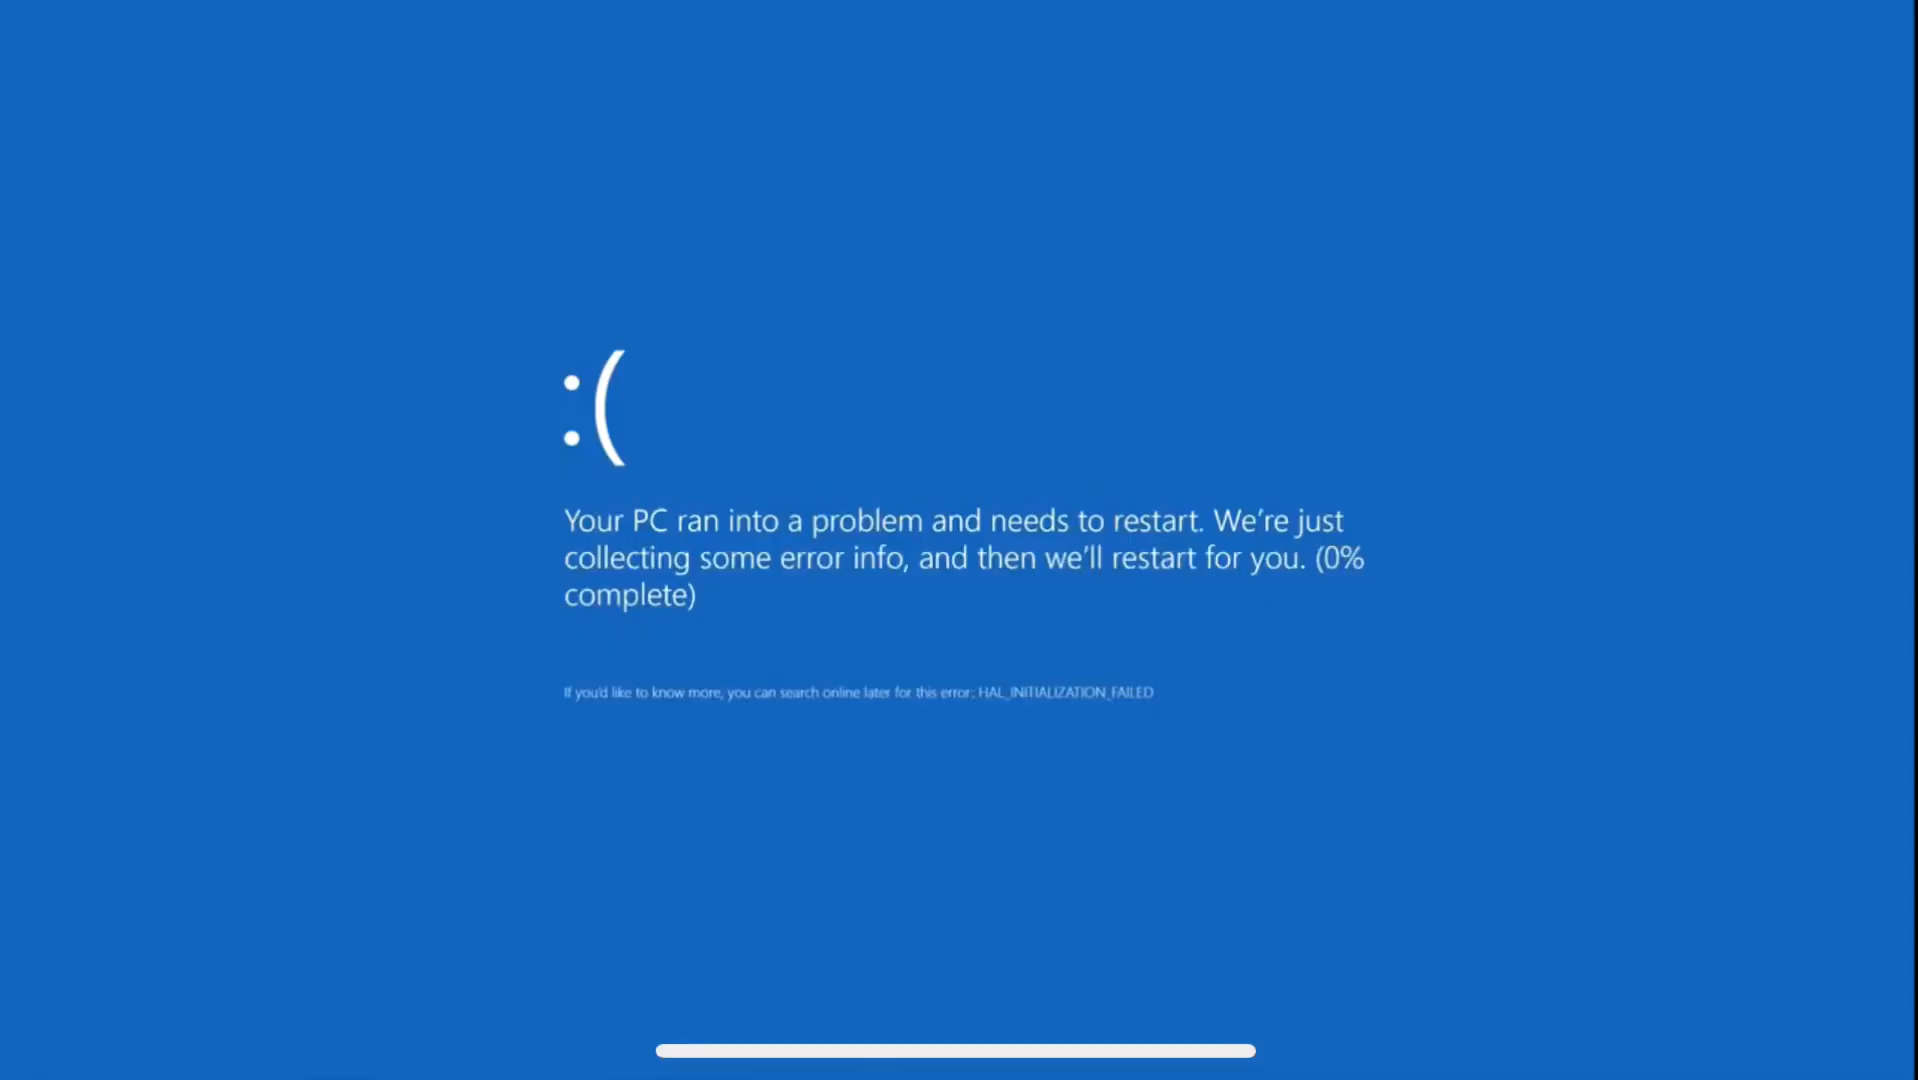 :(
Your PC ran into a problem and needs to restart. We're just
collecting some error info, and then we'll restart for you. (0%
complete)
If you'd like to know more, you can search online later for this error: HAL_INITIALIZATION_FAILED